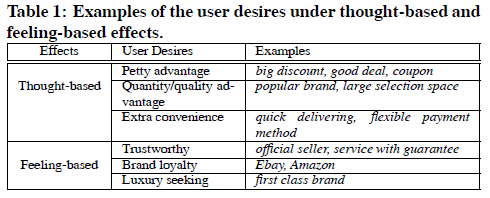 Table 1: Examples of the user desires under thought-based and
feeling-based effects.
Effects User Desires Examples
Petty advantage big discount, good deal, coupon
Thought-based Quantity/quality ad- popular brand, large selection space
vantage
Extra convenience quick delivering, flexible payment
method
Trustworthy official seller, service with guarantee
Feeling-based Brand loyalty Ebay, Amazon
Luxury seeking first class brand